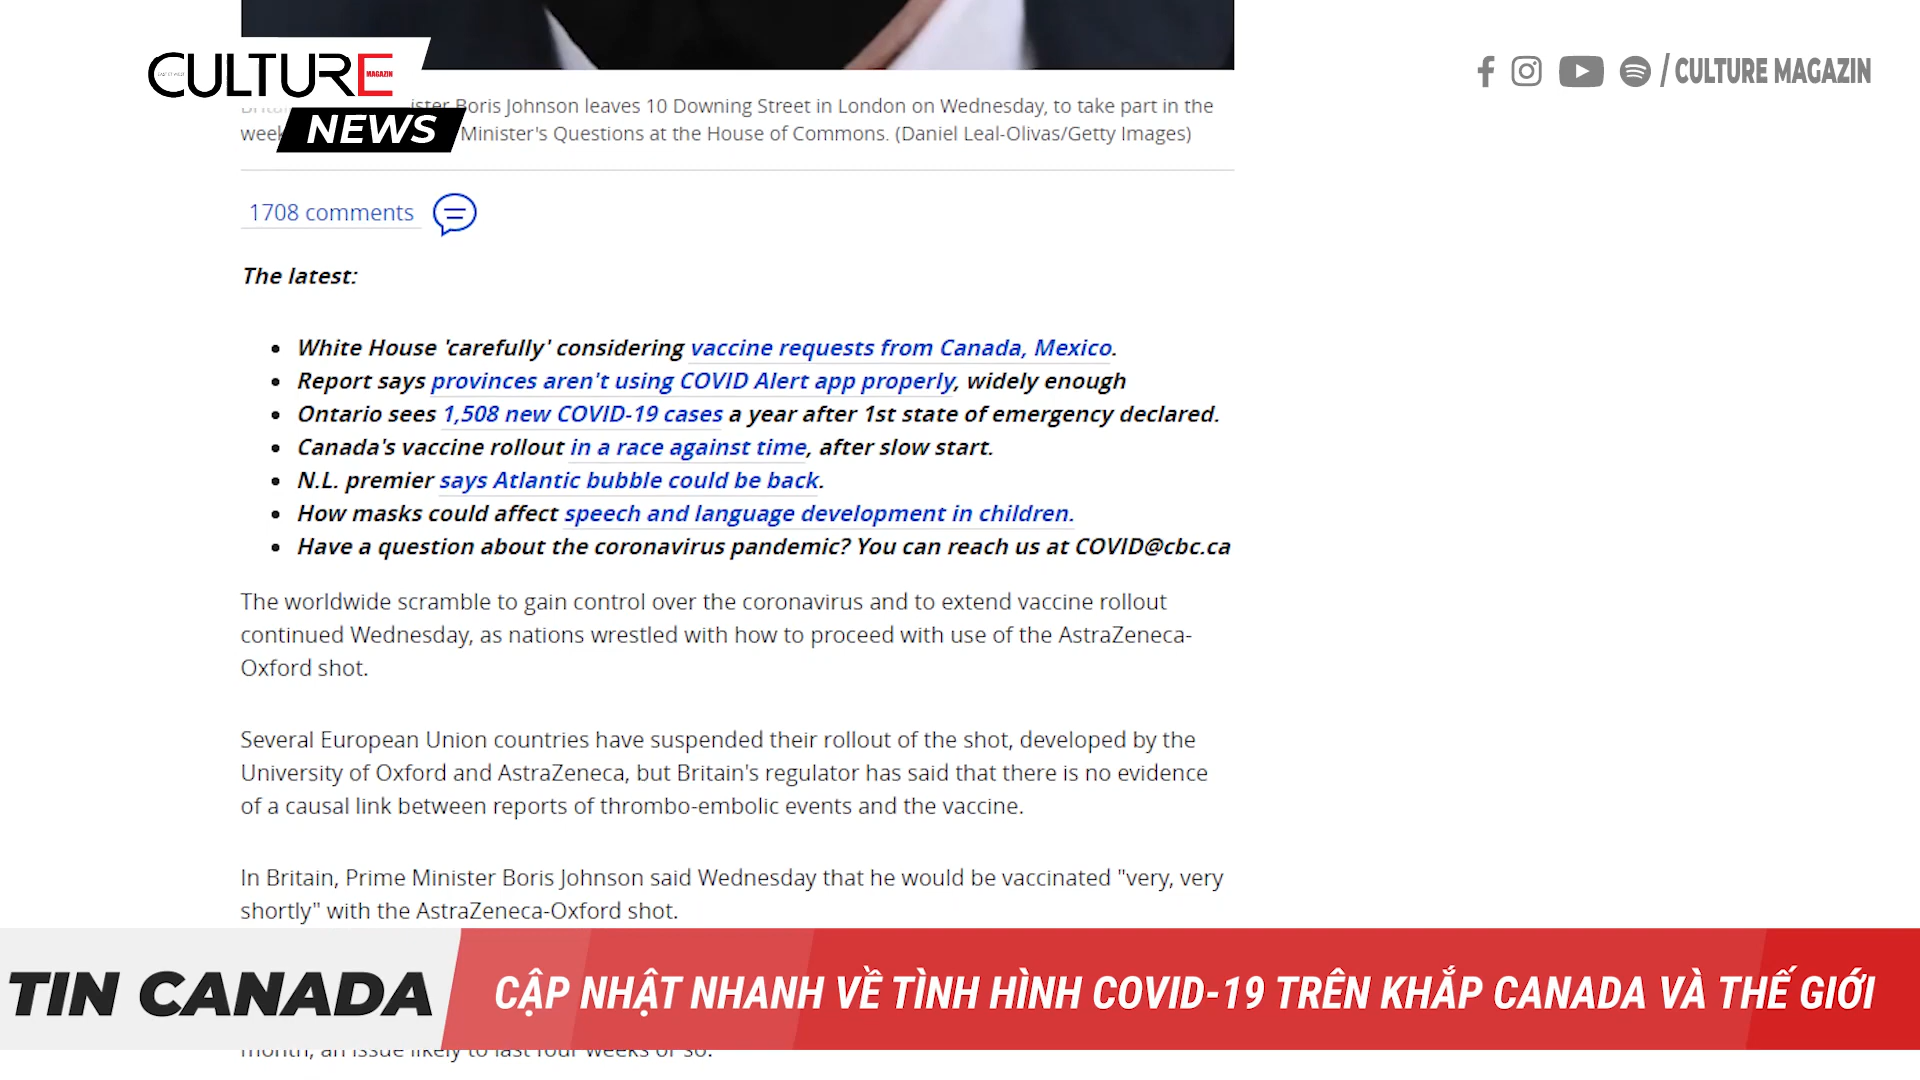 CULTURE
MAGAZIN
NEWS
/ CULTURE MAGAZIN
ister Boris Johnson leaves 10 Downing Street in London on Wednesday, to take part in the
week Minister's Questions at the House of Commons. (Daniel Leal-Olivas/Getty Images)
1708 comments
The latest:
• White House 'carefully' considering vaccine requests from Canada, Mexico.
• Report says provinces aren't using COVID Alert app properly, widely enough
• Ontario sees 1,508 new COVID-19 cases a year after 1st state of emergency declared.
• Canada's vaccine rollout in a race against time, after slow start.
• N.L. premier says Atlantic bubble could be back.
• How masks could affect speech and language development in children.
• Have a question about the coronavirus pandemic? You can reach us at COVID@cbc.ca
The worldwide scramble to gain control over the coronavirus and to extend vaccine rollout
continued Wednesday, as nations wrestled with how to proceed with use of the AstraZeneca-
Oxford shot.
Several European Union countries have suspended their rollout of the shot, developed by the
University of Oxford and AstraZeneca, but Britain's regulator has said that there is no evidence
of a causal link between reports of thrombo-embolic events and the vaccine.
In Britain, Prime Minister Boris Johnson said Wednesday that he would be vaccinated "very, very
shortly" with the AstraZeneca-Oxford shot.
TIN CANADA
CẬP NHẬT NHANH VỀ TÌNH HÌNH COVID-19 TRÊN KHẮP CANADA VÀ THẾ GIỚI
month, an issue likely to last four weeks or so.